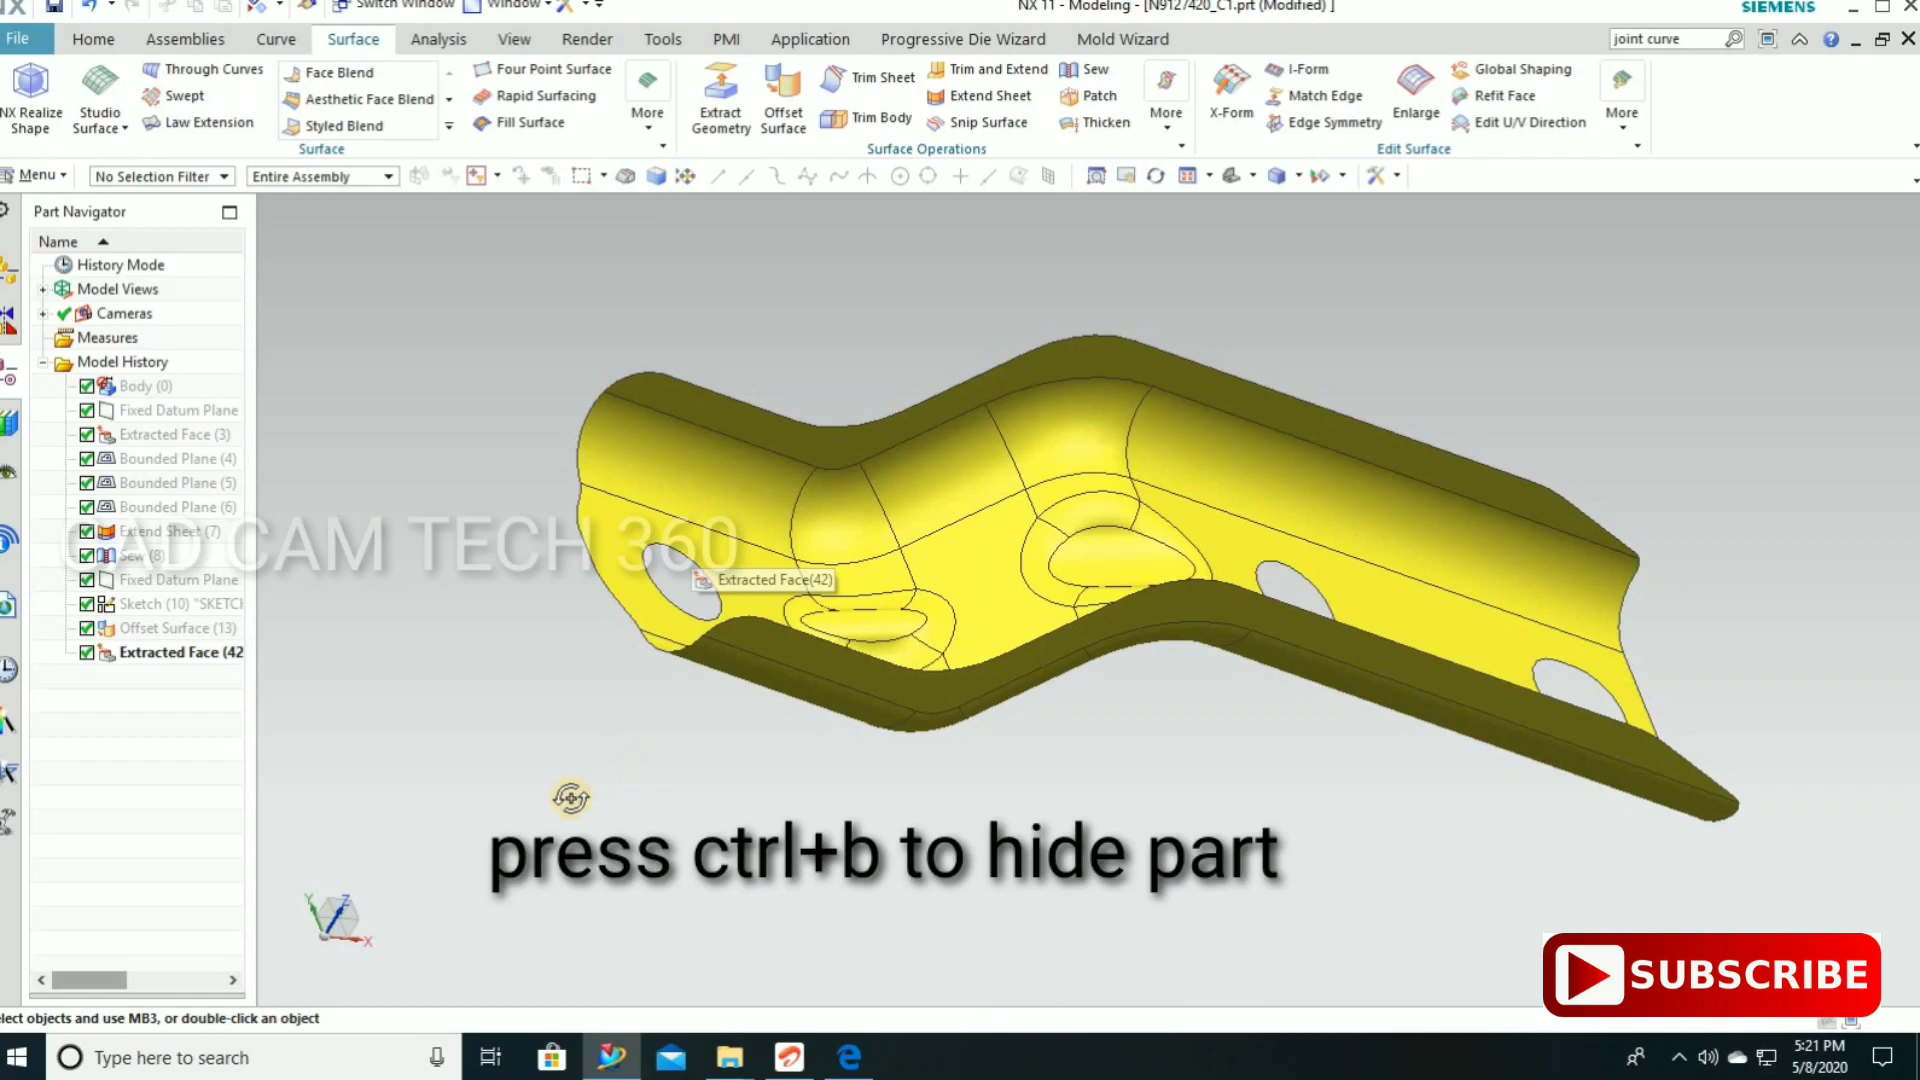 NX 11 - Modeling - [N9127420_C1.prt (Modified) ]
SIEMENS
Switch Window
Window
File
Home
Assemblies
Curve
Surface
Analysis
View
Render
Tools
PMI
Application
Progressive Die Wizard
Mold Wizard
joint curve
NX Realize
Shape
Studio
Surface
Through Curves
Swept
Law Extension
Face Blend
Aesthetic Face Blend
Styled Blend
Four Point Surface
Rapid Surfacing
Fill Surface
More
Surface
Extract
Geometry
Offset
Surface
Trim Sheet
Trim Body
Trim and Extend
Extend Sheet
Snip Surface
Sew
Patch
Thicken
More
Surface Operations
X-Form
I-Form
Match Edge
Edge Symmetry
Enlarge
Global Shaping
Refit Face
Edit U/V Direction
More
Edit Surface
Menu
No Selection Filter
Entire Assembly
Part Navigator
Name
History Mode
Model Views
Cameras
Measures
Model History
Body (0)
Fixed Datum Plane
Extracted Face (3)
Bounded Plane (4)
Bounded Plane (5)
Bounded Plane (6)
Extend Sheet (7)
Sew (8)
Fixed Datum Plane
Sketch (10) "SKETCH
Offset Surface (13)
Extracted Face (42
CAD CAM TECH 360
Extracted Face(42)
press ctrl+b to hide part
Y
Z
X
SUBSCRIBE
elect objects and use MB3, or double-click an object
Type here to search
5:21 PM
5/8/2020